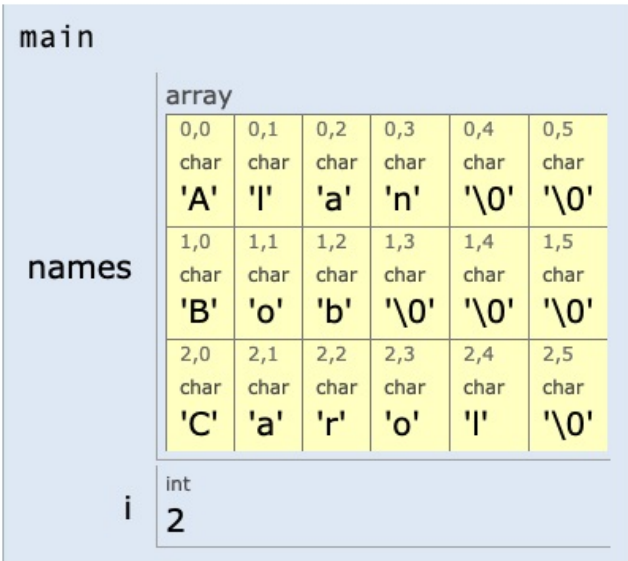 main
array
0,0 0,1 0,2 0,3 0,4 0,5
char char char char char char
'A' 'l' 'a' 'n' '\0' '\0'
names
1,0 1,1 1,2 1,3 1,4 1,5
char char char char char char
'B' 'o' 'b' '\0' '\0' '\0'
2,0 2,1 2,2 2,3 2,4 2,5
char char char char char char
'C' 'a' 'r' 'o' 'l' '\0'
i
int
2